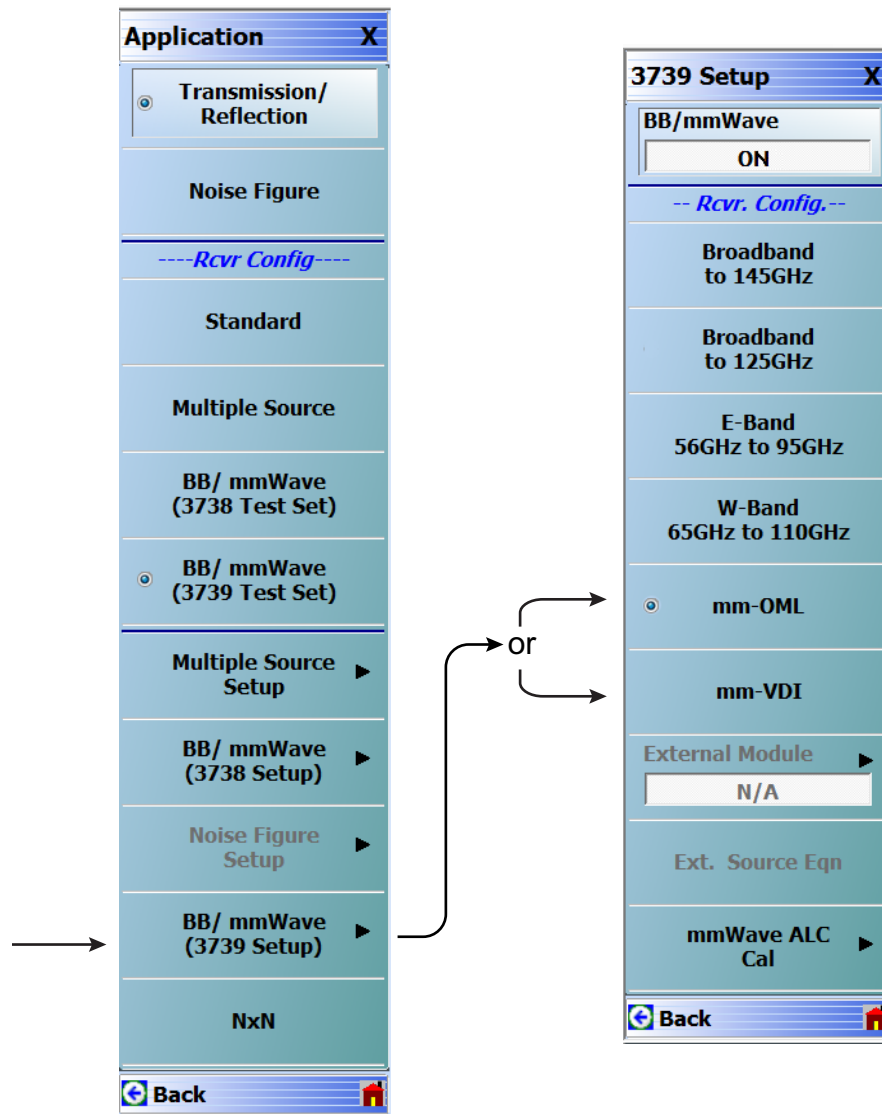 Application X
Transmission/
Reflection
Noise Figure
----Rcvr Config----
Standard
Multiple Source
BB/ mmWave
(3738 Test Set)
BB/ mmWave
(3739 Test Set)
Multiple Source
Setup
BB/ mmWave
(3738 Setup)
Noise Figure
Setup
BB/ mmWave
(3739 Setup)
NxN
Back
or
3739 Setup X
BB/mmWave
ON
-- Rcvr. Config.--
Broadband
to 145GHz
Broadband
to 125GHz
E-Band
56GHz to 95GHz
W-Band
65GHz to 110GHz
mm-OML
mm-VDI
External Module
N/A
Ext. Source Eqn
mmWave ALC
Cal
Back